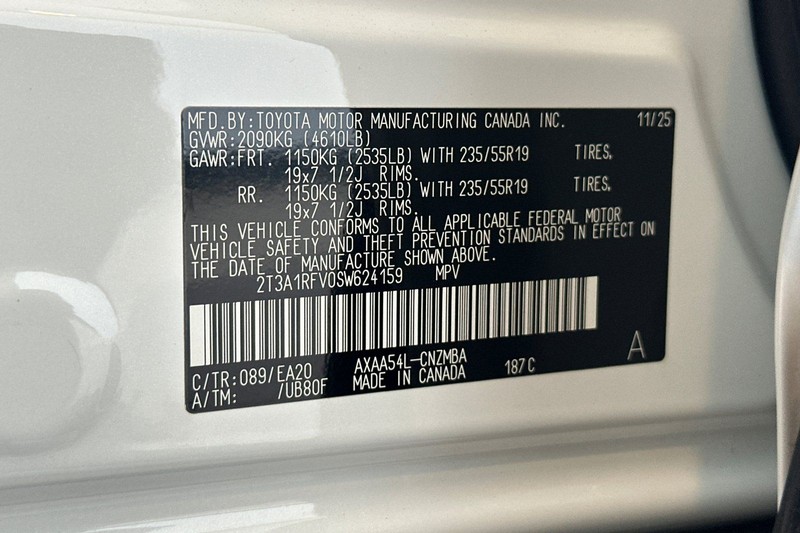 MFD. BY: TOYOTA MOTOR MANUFACTURING CANADA INC. 11/25
GVWR: 2090KG (4610LB)
GAWR: FRT. 1150KG (2535LB) WITH 235/55R19 TIRES,
19x7 1/2J RIMS.
RR. 1150KG (2535LB) WITH 235/55R19 TIRES,
19x7 1/2J RIMS.
THIS VEHICLE CONFORMS TO ALL APPLICABLE FEDERAL MOTOR
VEHICLE SAFETY AND THEFT PREVENTION STANDARDS IN EFFECT ON
THE DATE OF MANUFACTURE SHOWN ABOVE.
2T3A1RFV0SW624159 MPV
C/TR: 089/EA20 AXAA54L-CNZMBA 187C A
A/TM: /UB80F MADE IN CANADA